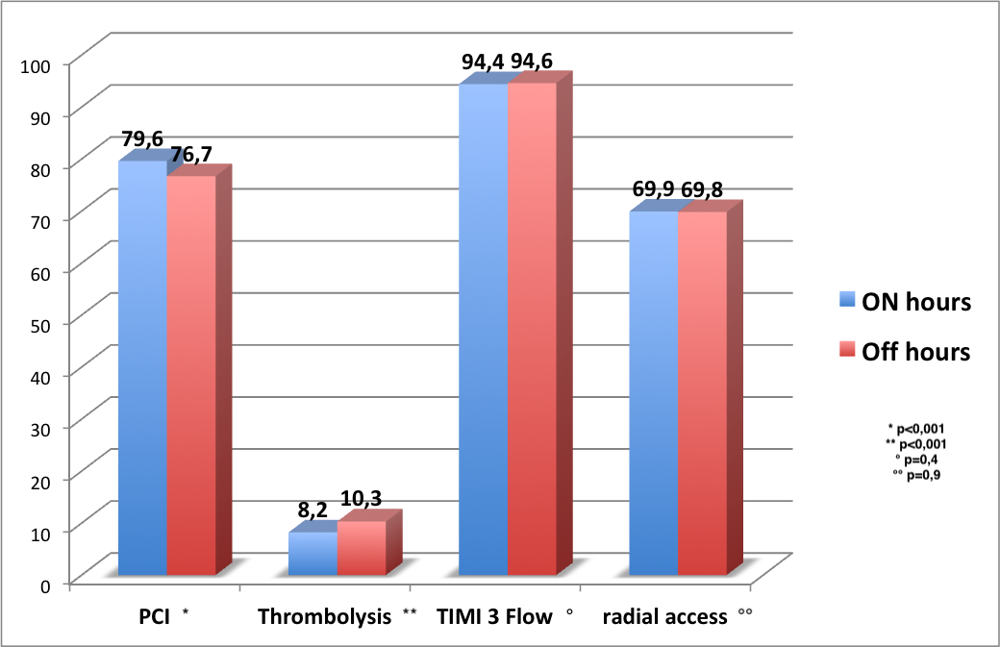 100
90
80
70
60
50
40
30
20
10
0
79,6
76,7
8,2
10,3
94,4
94,6
69,9
69,8
PCI *
Thrombolysis **
TIMI 3 Flow °
radial access °°
ON hours
Off hours
* p<0,001
** p<0,001
° p=0,4
°° p=0,9